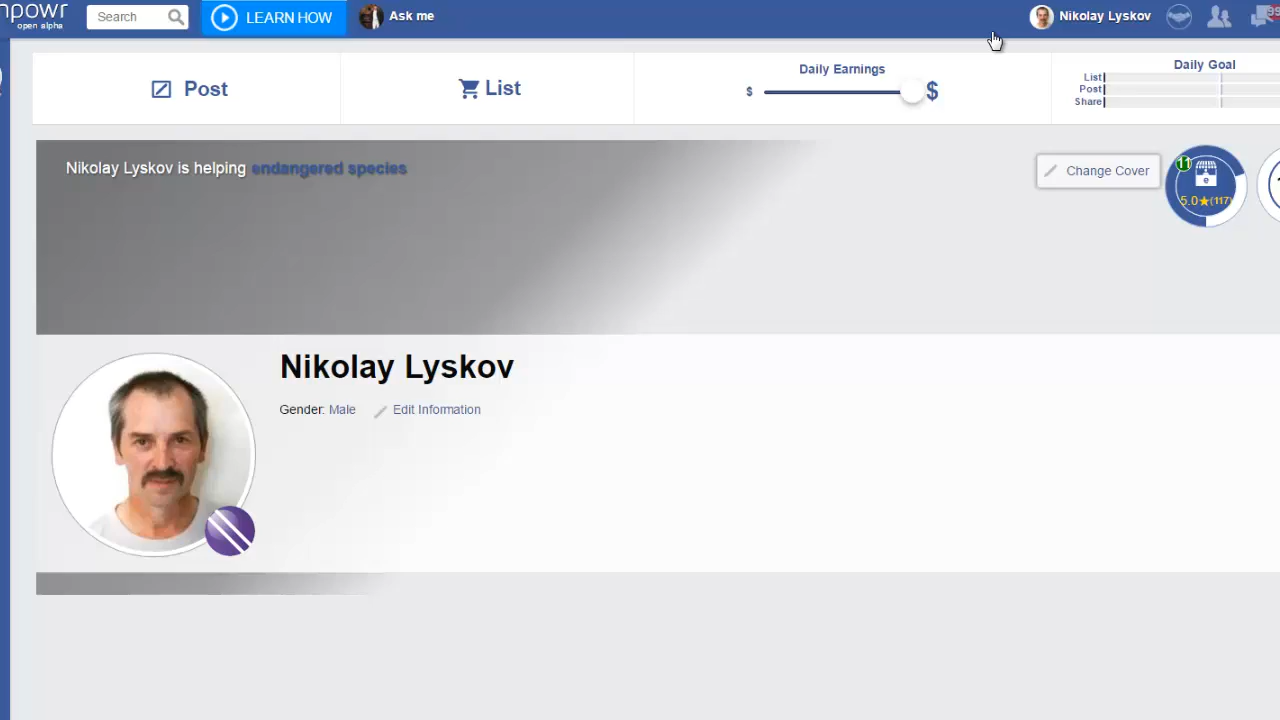 npowr
open alpha
Search
LEARN HOW
Ask me
Nikolay Lyskov
Post
List
Daily Earnings
$
$
Daily Goal
List
Post
Share
Nikolay Lyskov is helping endangered species
Change Cover
11
e
5.0★(117)
Nikolay Lyskov
Gender: Male
Edit Information